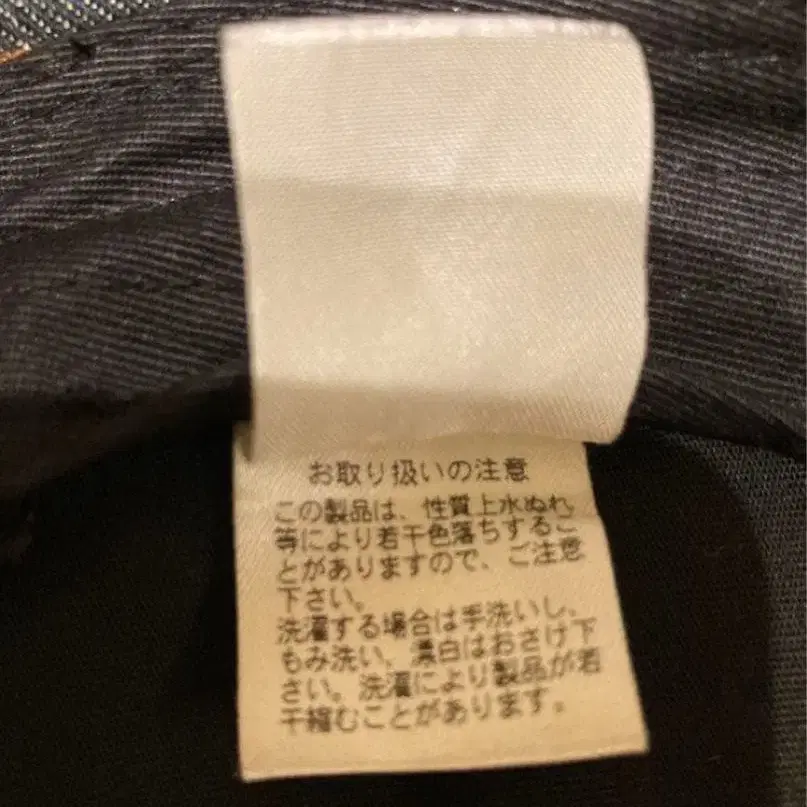 お取り扱いの注意
この製品は、性質上水ぬれ
等により若干色落ちするこ
とがありますので、ご注意
下さい。
洗濯する場合は手洗いし、
もみ洗い、漂白はおさけ下
さい。洗濯により製品が若
干縮むことがあります。